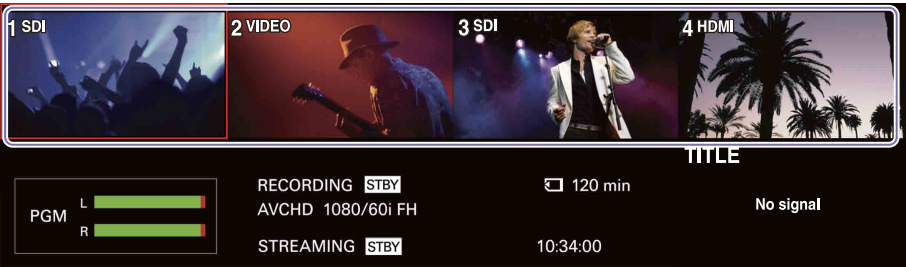 1 SDI
2 VIDEO
3 SDI
4 HDMI
TITLE
RECORDING STBY
120 min
AVCHD 1080/60i FH
PGM
L
R
No signal
STREAMING STBY
10:34:00